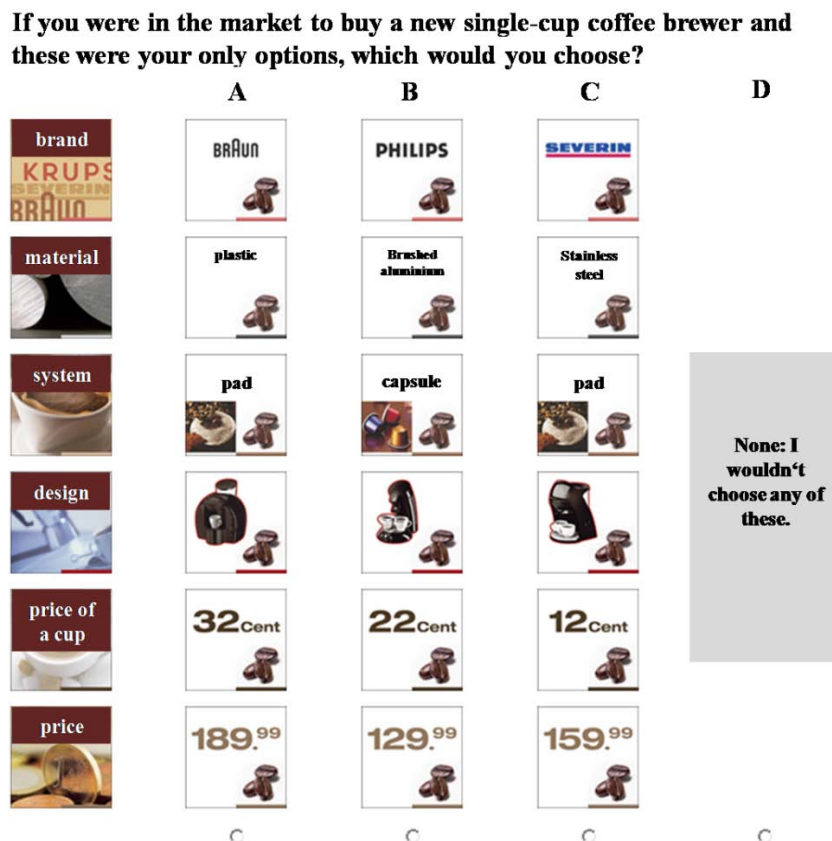 If you were in the market to buy a new single-cup coffee brewer and
these were your only options, which would you choose?
A B C D
brand
KRUPS
SEVERIN
BRAUN
BRAUN
PHILIPS
SEVERIN
material
plastic
Brushed
aluminium
Stainless
steel
system
pad
capsule
pad
design
price of
a cup
32Cent
22Cent
12Cent
price
189.99
129.99
159.99
None: I
wouldn‘t
choose any of
these.